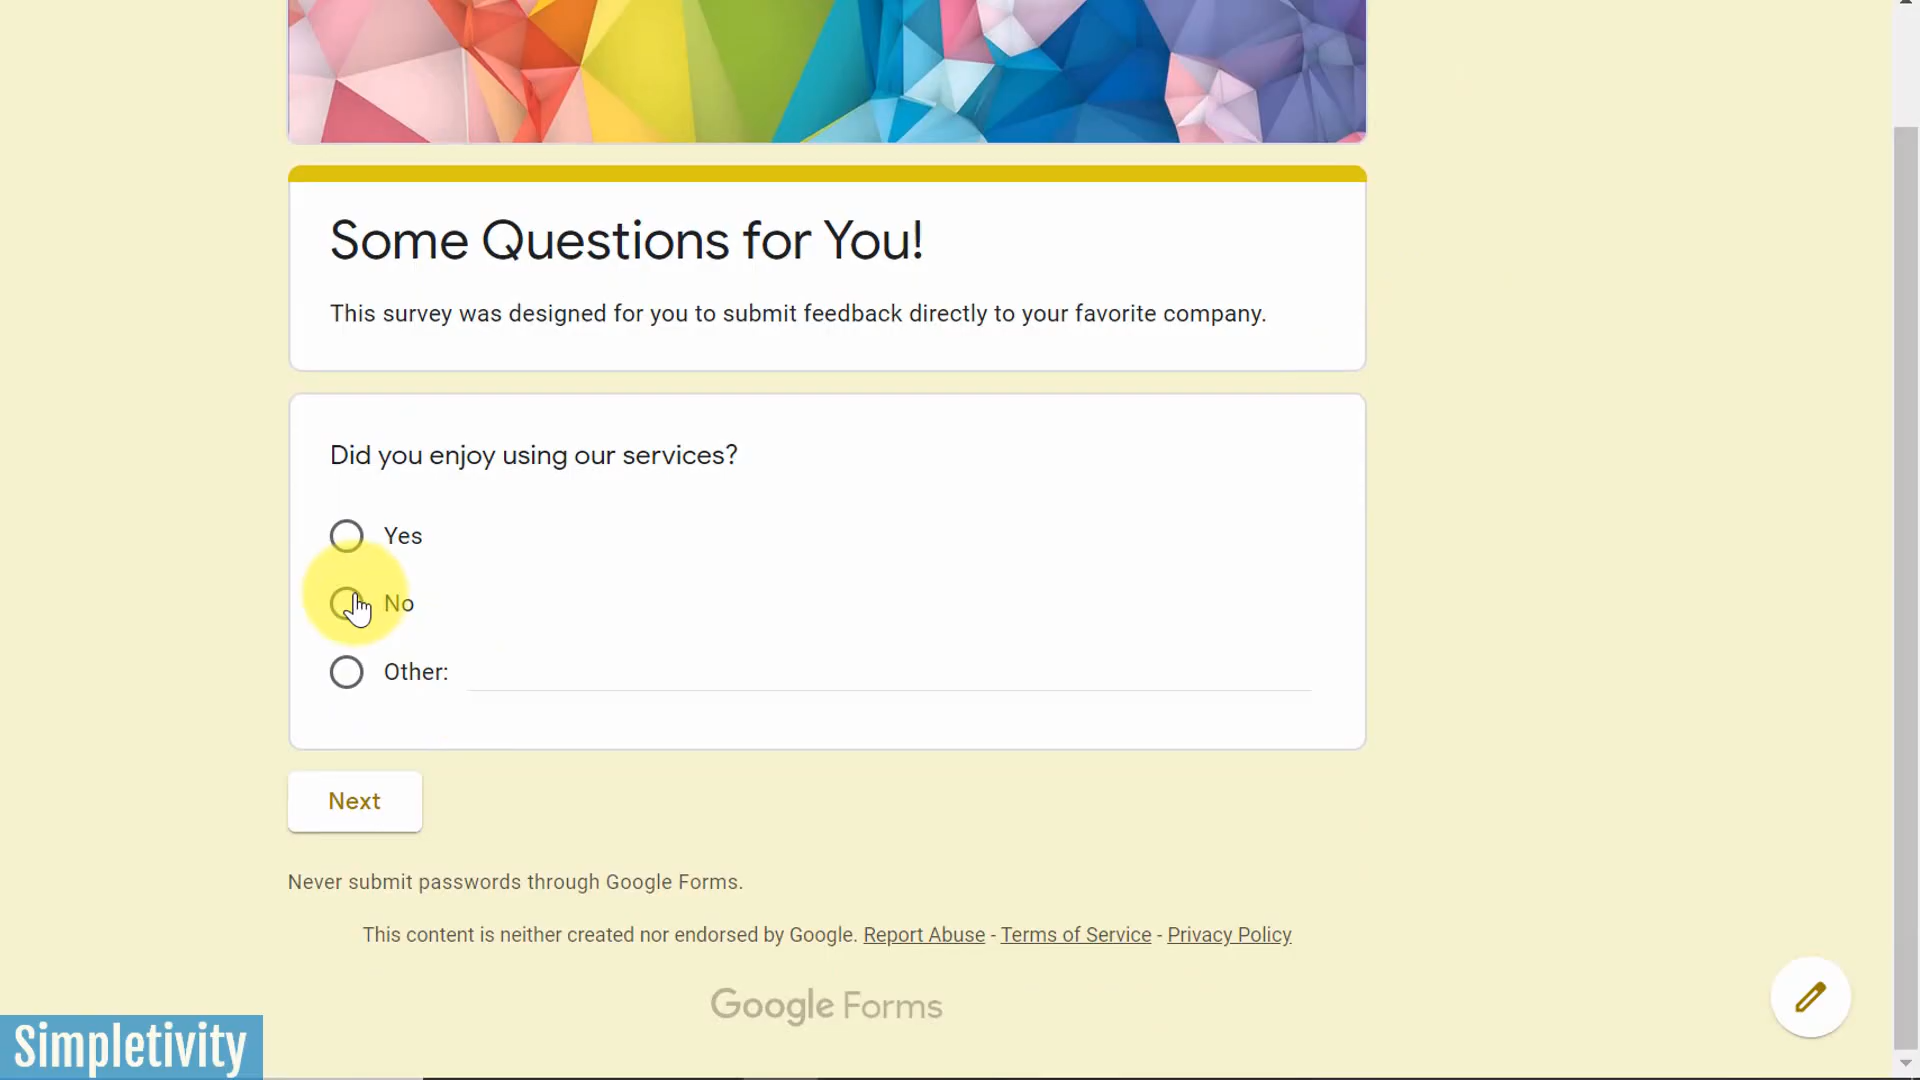 Some Questions for You!
This survey was designed for you to submit feedback directly to your favorite company.
Did you enjoy using our services?
Yes
No
Other:
Next
Never submit passwords through Google Forms.
This content is neither created nor endorsed by Google. Report Abuse - Terms of Service - Privacy Policy
Google Forms
Simpletivity